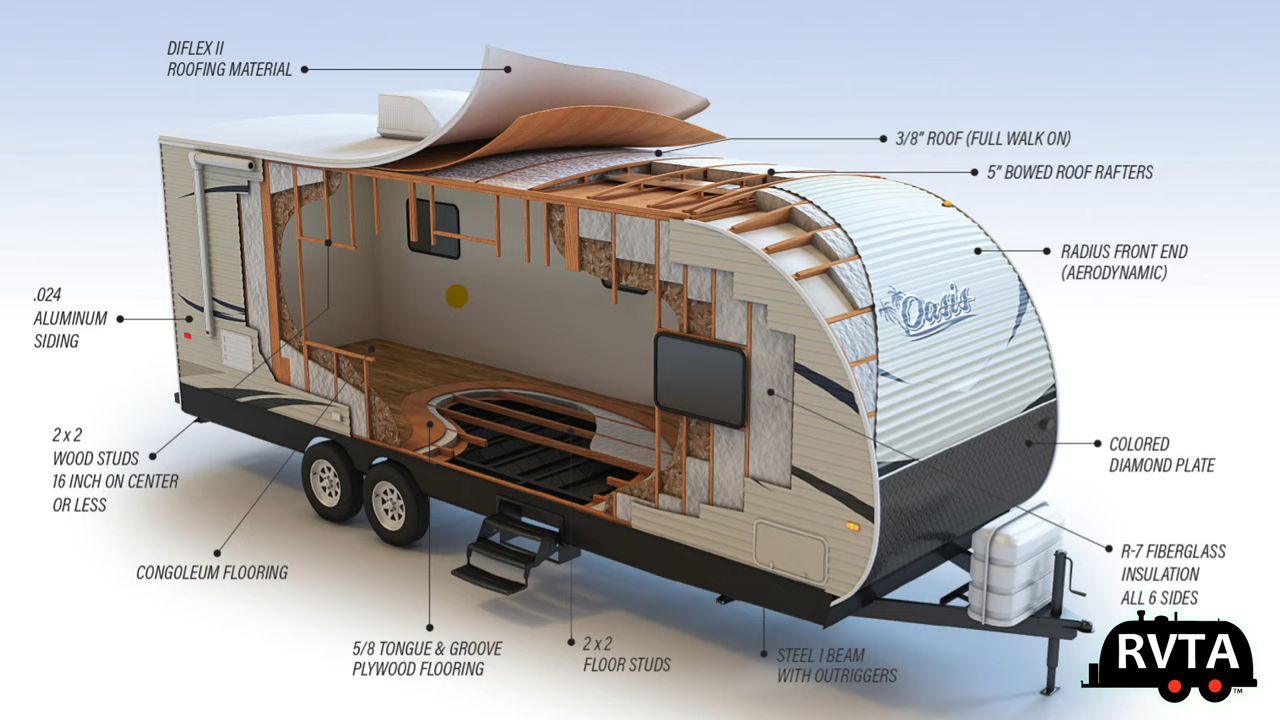 DIFLEX II
ROOFING MATERIAL
3/8" ROOF (FULL WALK ON)
5" BOWED ROOF RAFTERS
RADIUS FRONT END
(AERODYNAMIC)
Oasis
.024
ALUMINUM
SIDING
2 x 2
WOOD STUDS
16 INCH ON CENTER
OR LESS
COLORED
DIAMOND PLATE
CONGOLEUM FLOORING
R-7 FIBERGLASS
INSULATION
ALL 6 SIDES
5/8 TONGUE & GROOVE
PLYWOOD FLOORING
2 x 2
FLOOR STUDS
STEEL I BEAM
WITH OUTRIGGERS
RVTA
TM